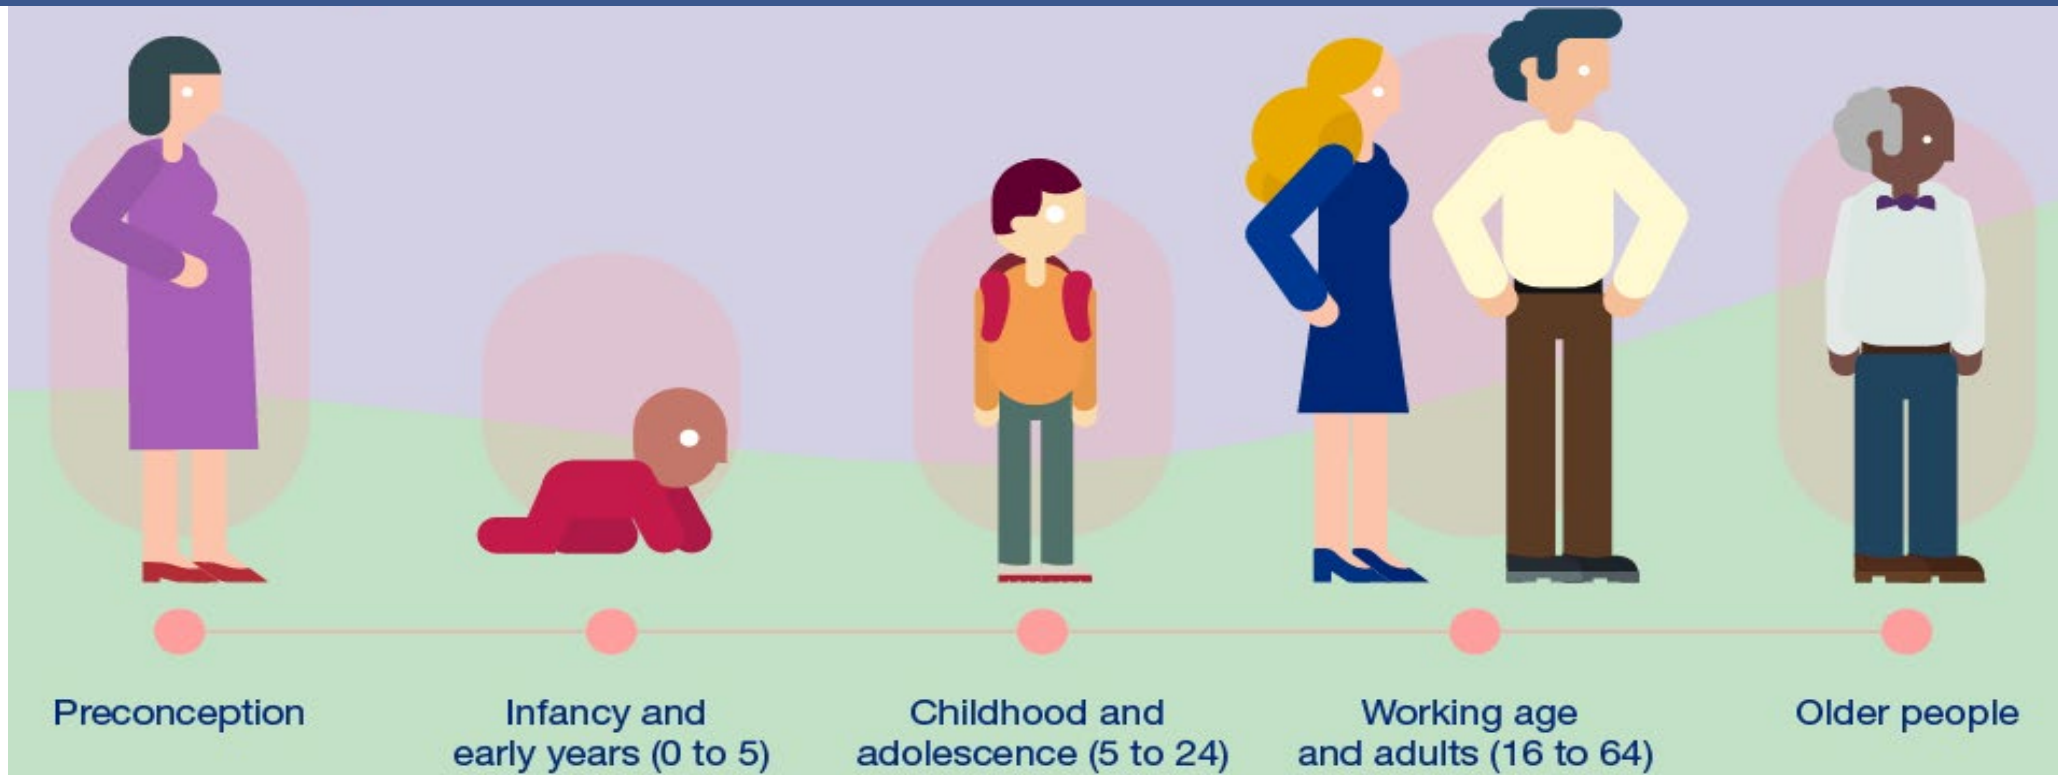 Preconception
Infancy and
early years (0 to 5)
Childhood and
adolescence (5 to 24)
Working age
and adults (16 to 64)
Older people